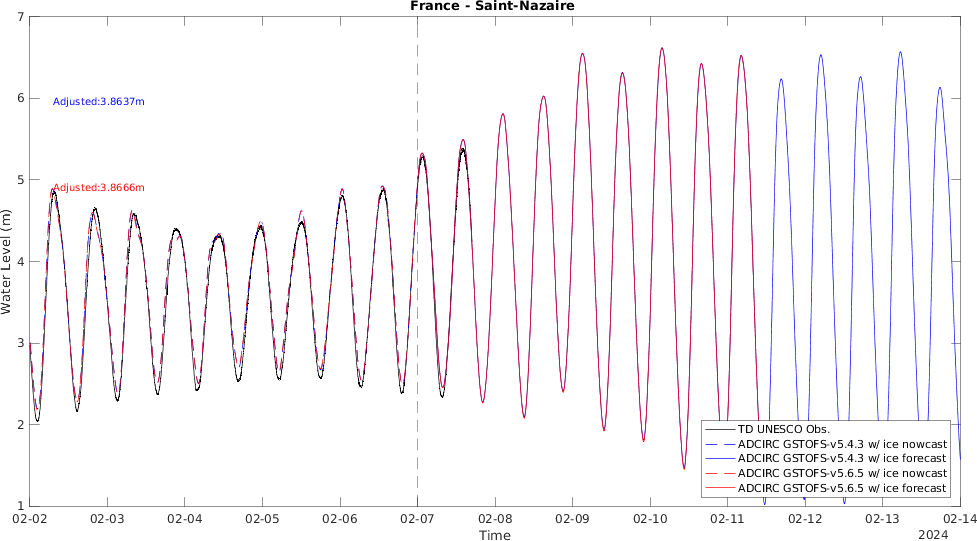 France - Saint-Nazaire
7
6
5
4
3
2
1
Water Level (m)
Adjusted:3.8637m
Adjusted:3.8666m
TD UNESCO Obs.
ADCIRC GSTOFS-v5.4.3 w/ ice nowcast
ADCIRC GSTOFS-v5.4.3 w/ ice forecast
ADCIRC GSTOFS-v5.6.5 w/ ice nowcast
ADCIRC GSTOFS-v5.6.5 w/ ice forecast
02-02 02-03 02-04 02-05 02-06 02-07 02-08 02-09 02-10 02-11 02-12 02-13 02-14
Time
2024